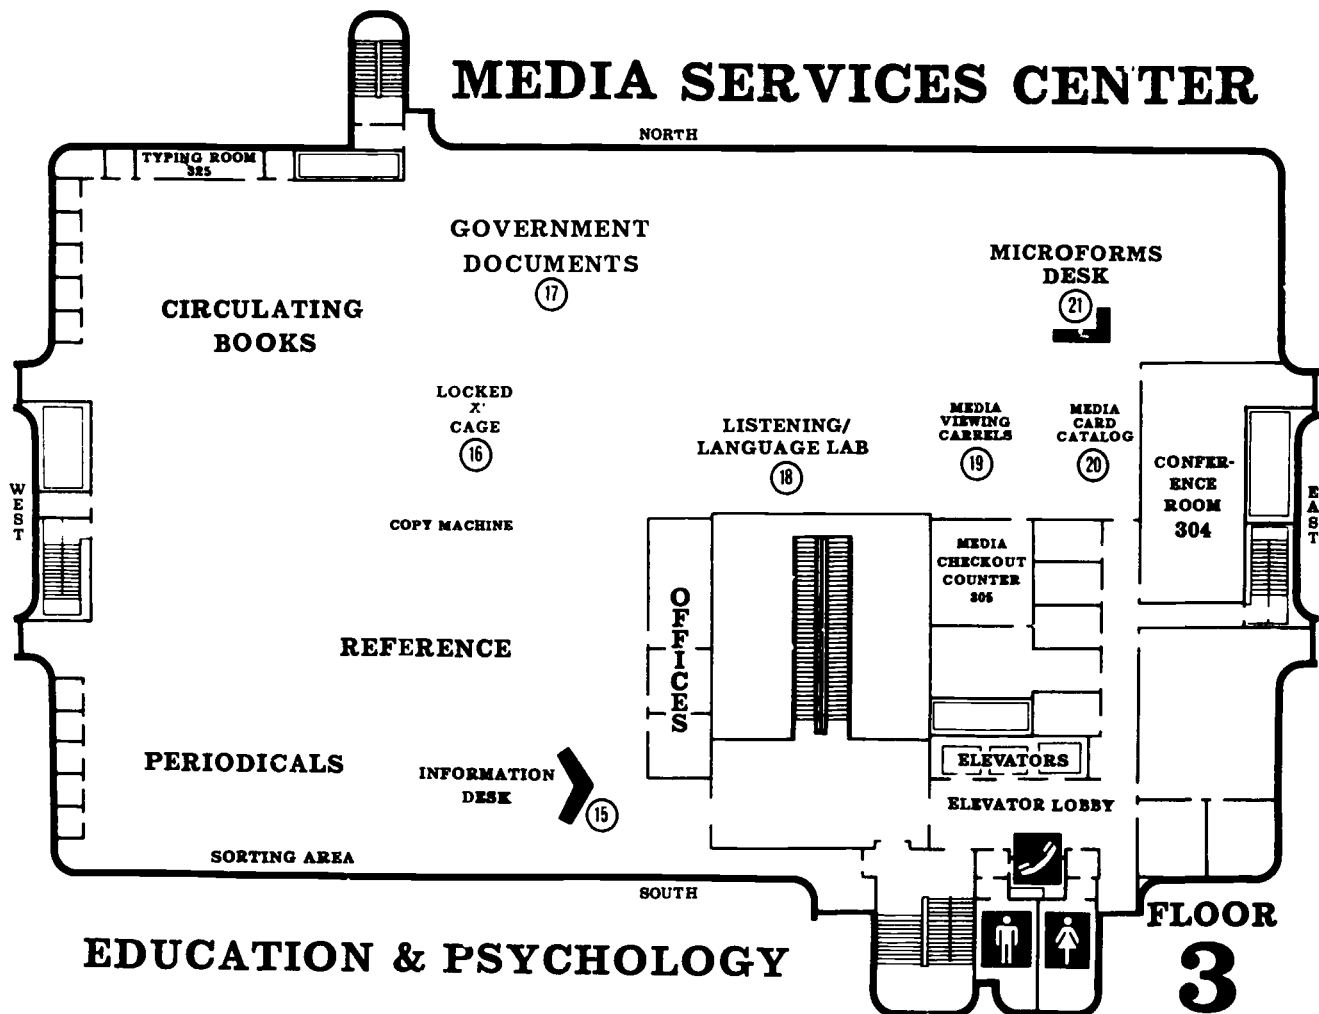 MEDIA SERVICES CENTER
NORTH
TYPING ROOM
325
GOVERNMENT
DOCUMENTS
17
MICROFORMS
DESK
21
CIRCULATING
BOOKS
LOCKED
X'
CAGE
16
LISTENING/
LANGUAGE LAB
18
MEDIA
VIEWING
CARRELS
19
MEDIA
CARD
CATALOG
20
CONFER-
ENCE
ROOM
304
WEST
EAST
COPY MACHINE
MEDIA
CHECKOUT
COUNTER
305
OFFICES
REFERENCE
PERIODICALS
INFORMATION
DESK
15
ELEVATORS
ELEVATOR LOBBY
SORTING AREA
SOUTH
EDUCATION & PSYCHOLOGY
FLOOR
3